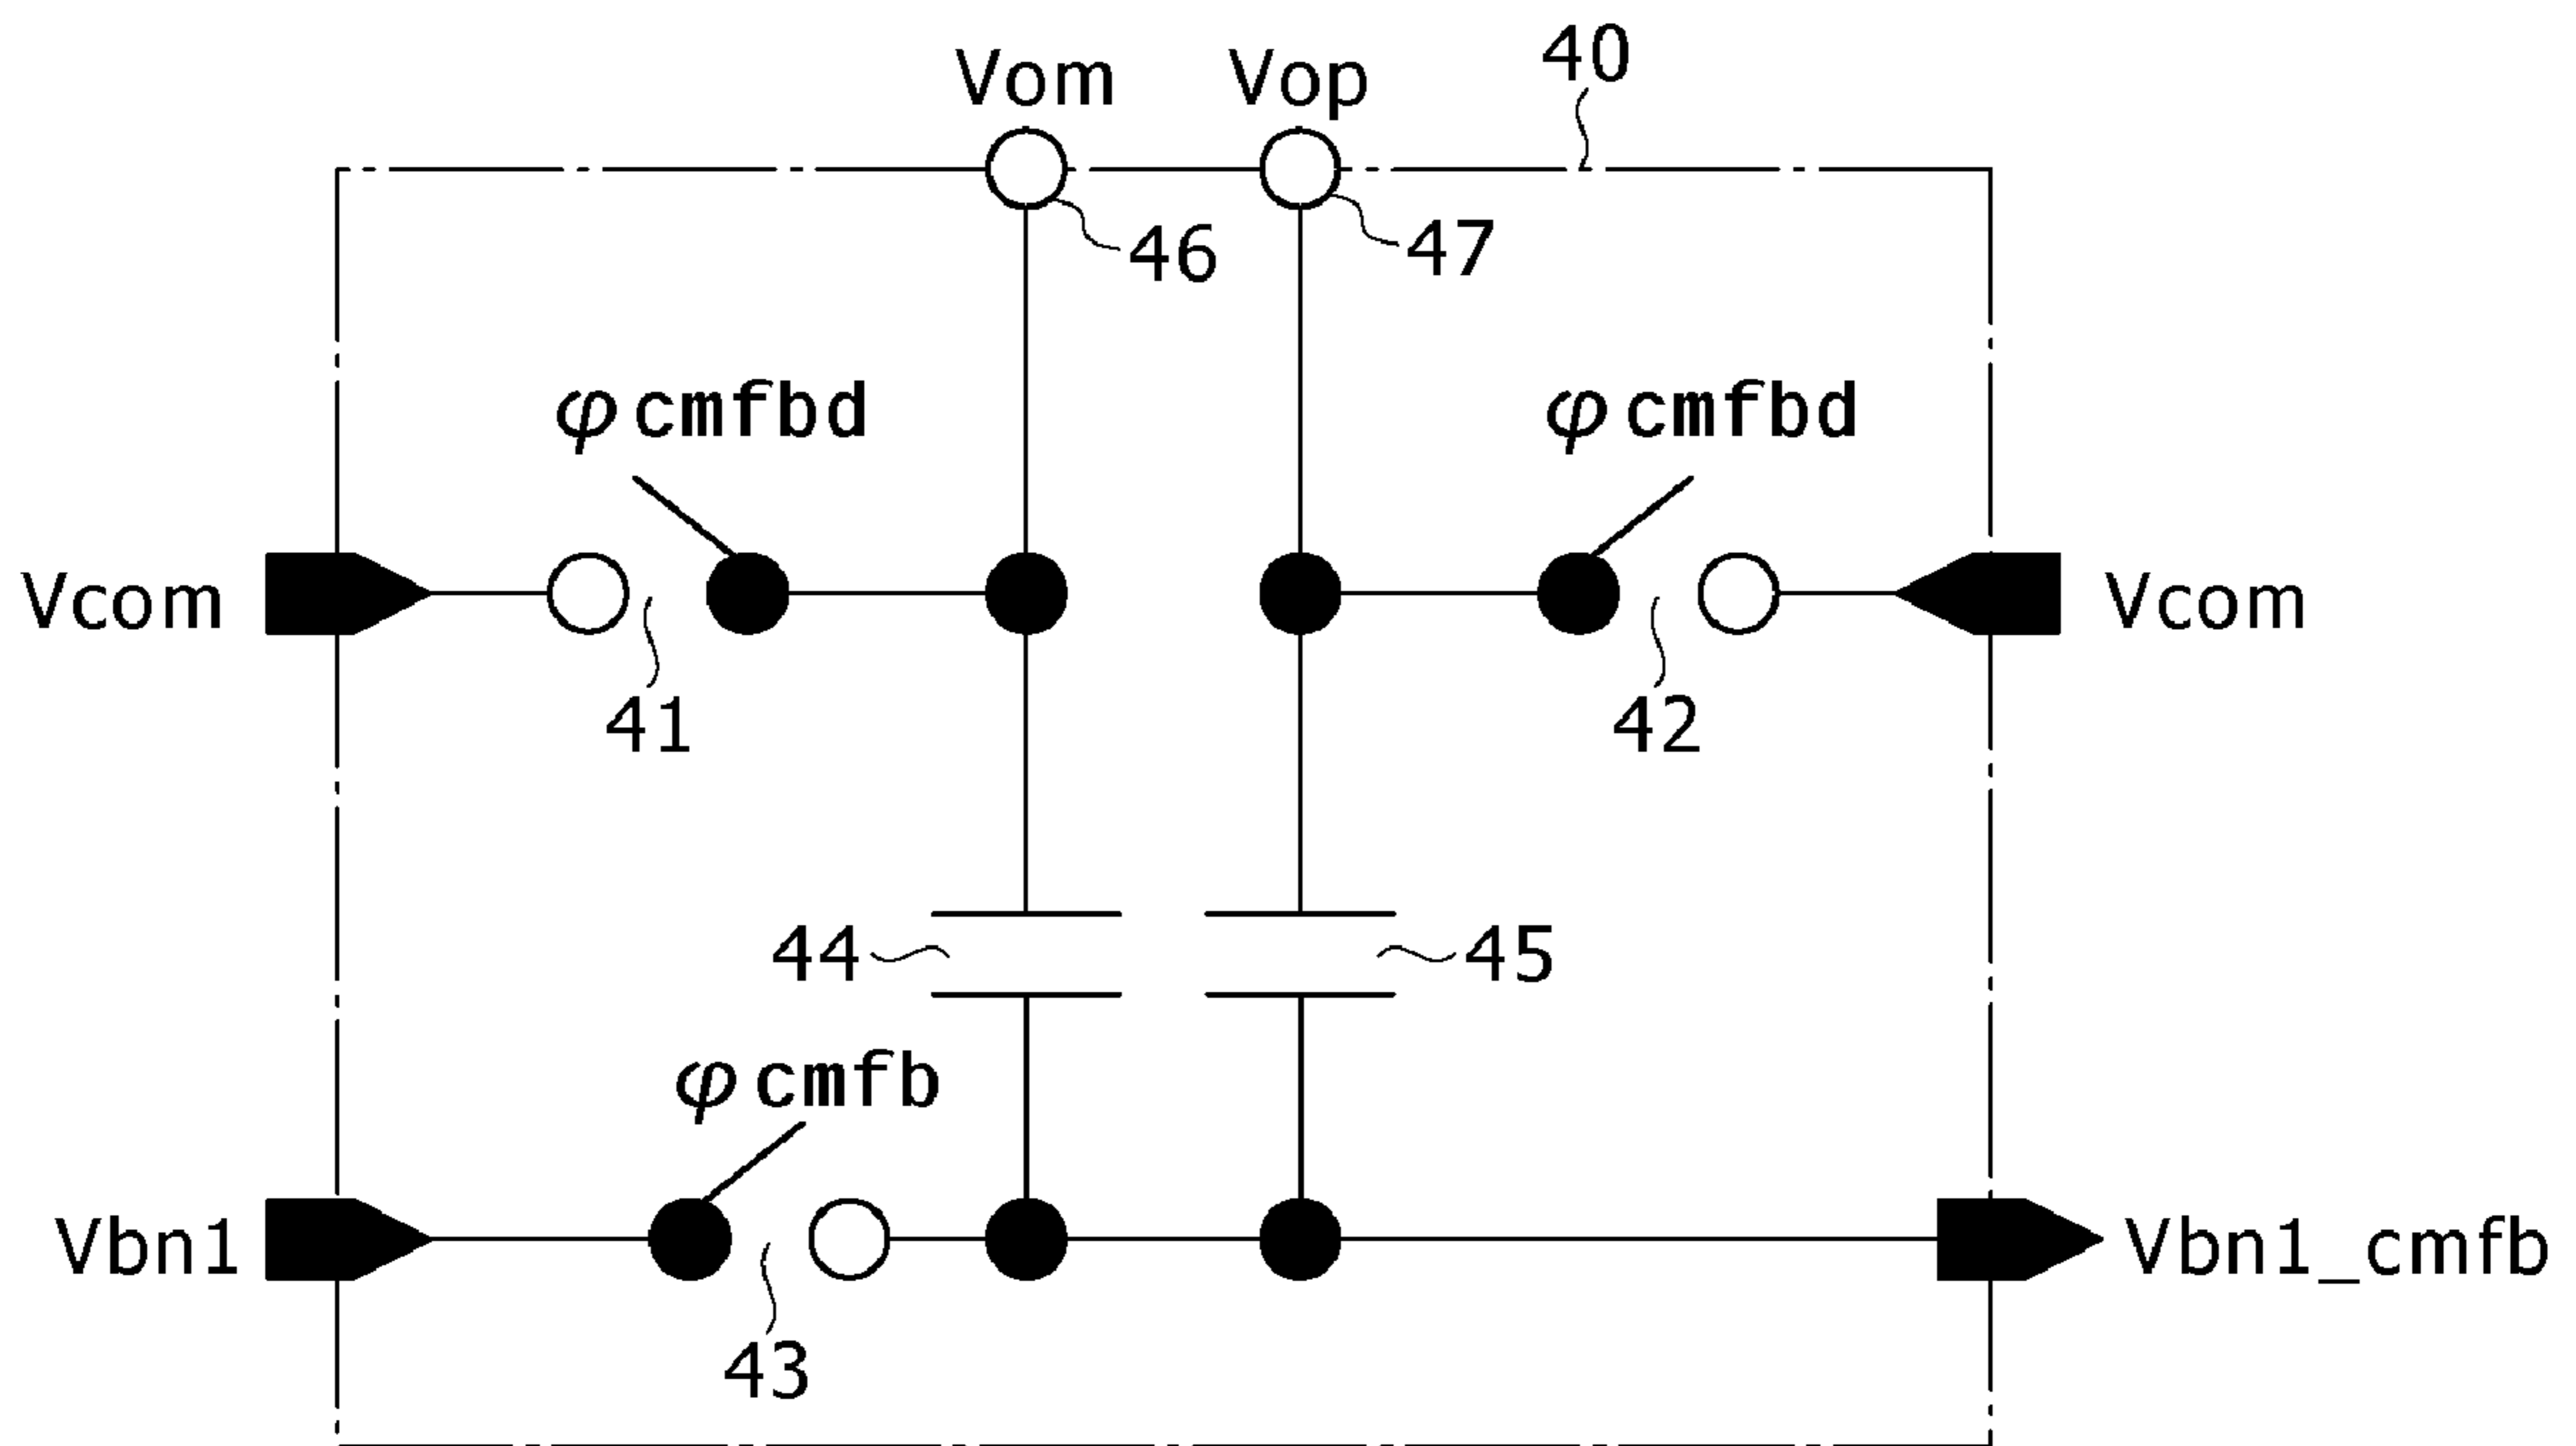 40
Vom Vop
46 47
φcmfbd φcmfbd
Vcom Vcom
41 42
44 45
φcmfb
Vbn1 Vbn1_cmfb
43